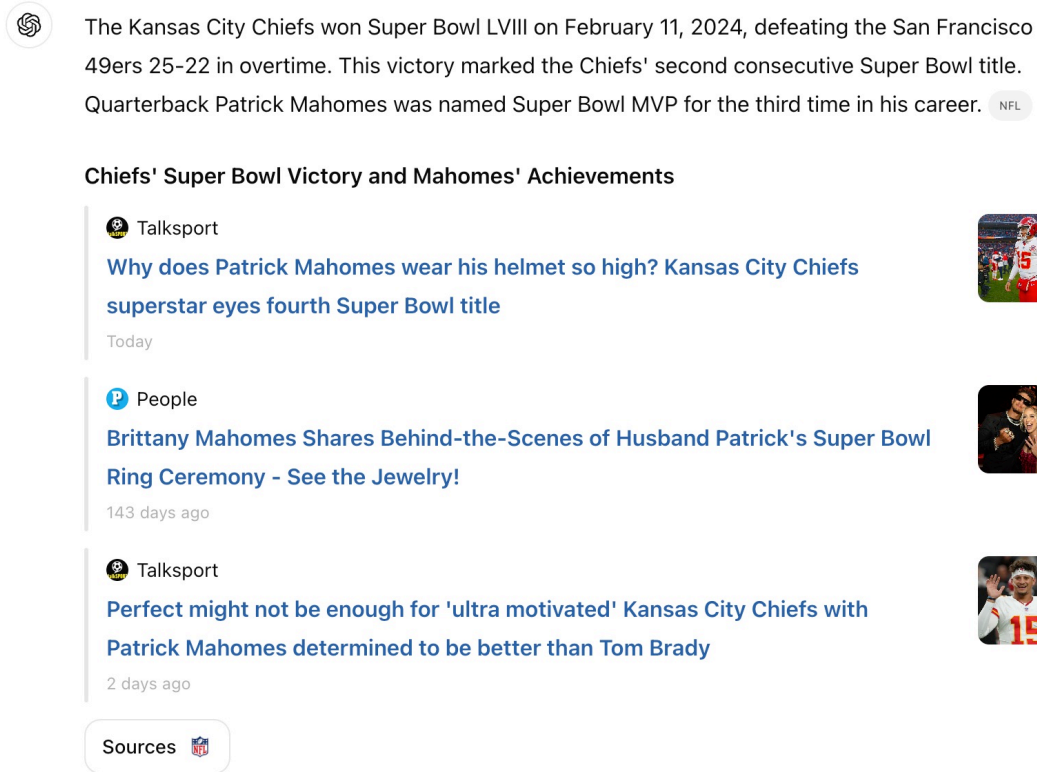 The Kansas City Chiefs won Super Bowl LVIII on February 11, 2024, defeating the San Francisco
49ers 25-22 in overtime. This victory marked the Chiefs' second consecutive Super Bowl title.
Quarterback Patrick Mahomes was named Super Bowl MVP for the third time in his career. NFL
Chiefs' Super Bowl Victory and Mahomes' Achievements
Talksport
Why does Patrick Mahomes wear his helmet so high? Kansas City Chiefs
superstar eyes fourth Super Bowl title
Today
P People
Brittany Mahomes Shares Behind-the-Scenes of Husband Patrick's Super Bowl
Ring Ceremony - See the Jewelry!
143 days ago
Talksport
Perfect might not be enough for 'ultra motivated' Kansas City Chiefs with
Patrick Mahomes determined to be better than Tom Brady
2 days ago
15
Sources NFL